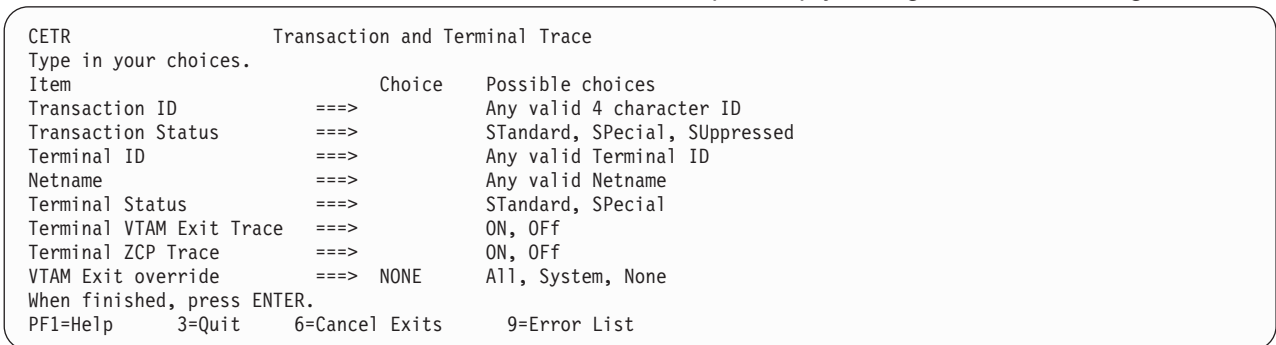 CETR Transaction and Terminal Trace
Type in your choices.
Item Choice Possible choices
Transaction ID ===> Any valid 4 character ID
Transaction Status ===> STandard, SPecial, SUppressed
Terminal ID ===> Any valid Terminal ID
Netname ===> Any valid Netname
Terminal Status ===> STandard, SPecial
Terminal VTAM Exit Trace ===> ON, OFf
Terminal ZCP Trace ===> ON, OFf
VTAM Exit override ===> NONE All, System, None
When finished, press ENTER.
PF1=Help 3=Quit 6=Cancel Exits 9=Error List